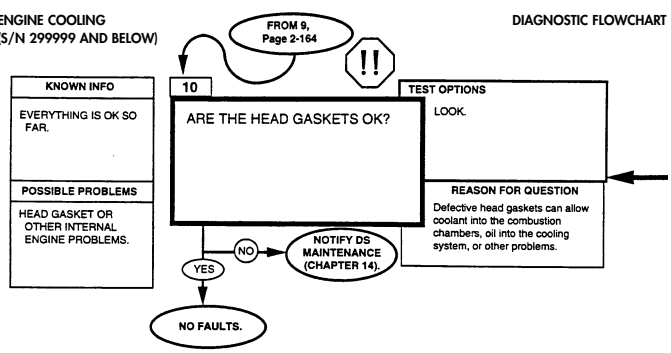 ENGINE COOLING
(S/N 299999 AND BELOW)
DIAGNOSTIC FLOWCHART
FROM 9,
Page 2-164
!!
10
KNOWN INFO
EVERYTHING IS OK SO
FAR.
POSSIBLE PROBLEMS
HEAD GASKET OR
OTHER INTERNAL
ENGINE PROBLEMS.
ARE THE HEAD GASKETS OK?
TEST OPTIONS
LOOK.
REASON FOR QUESTION
Defective head gaskets can allow
coolant into the combustion
chambers, oil into the cooling
system, or other problems.
NO
NOTIFY DS
MAINTENANCE
(CHAPTER 14).
YES
NO FAULTS.